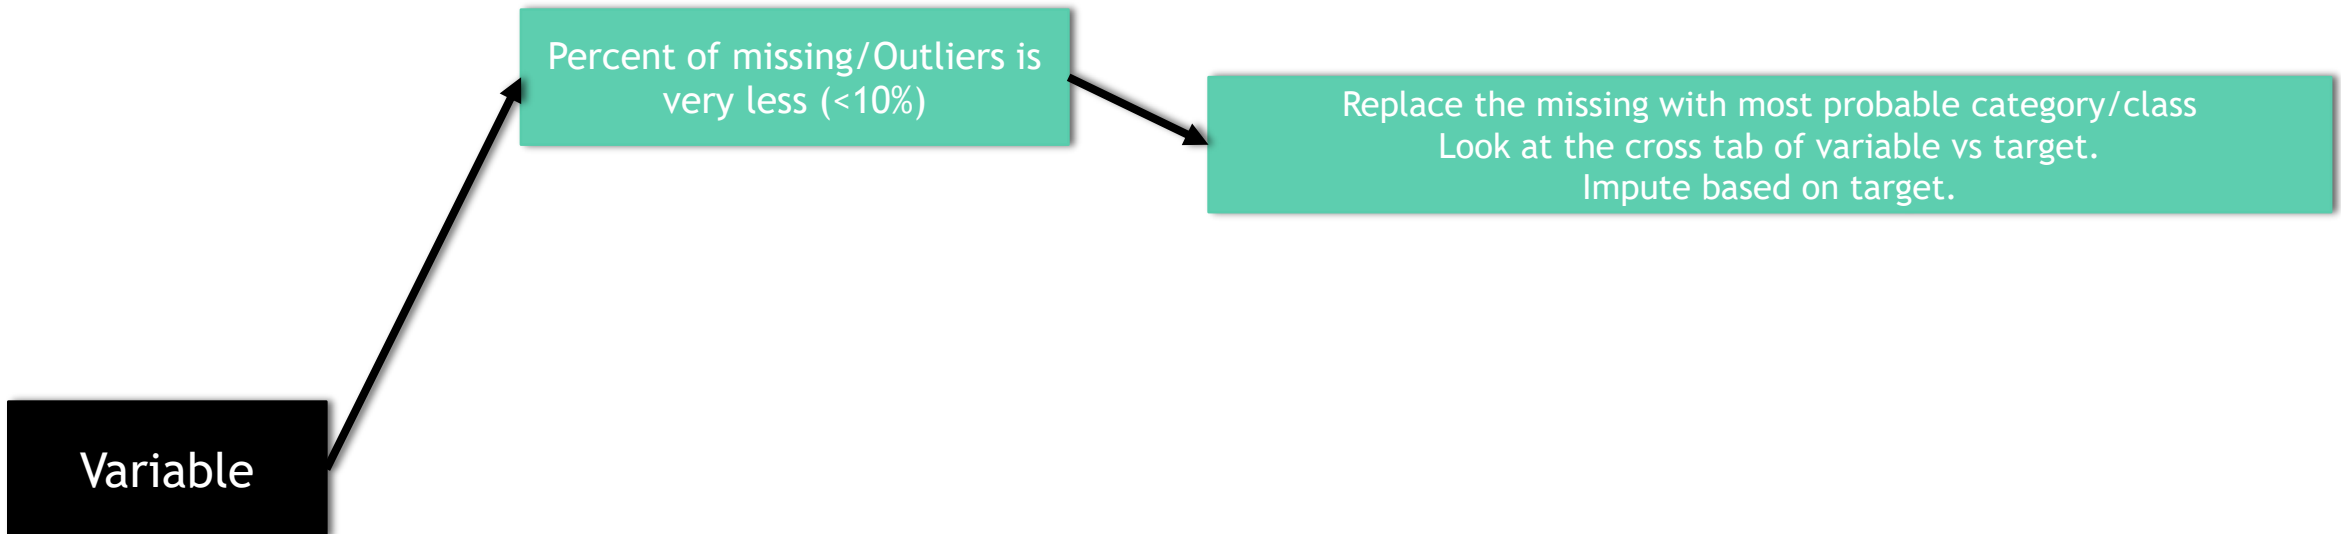 Percent of missing/Outliers is
very less (<10%)
Replace the missing with most probable category/class
Look at the cross tab of variable vs target.
Impute based on target.
Variable